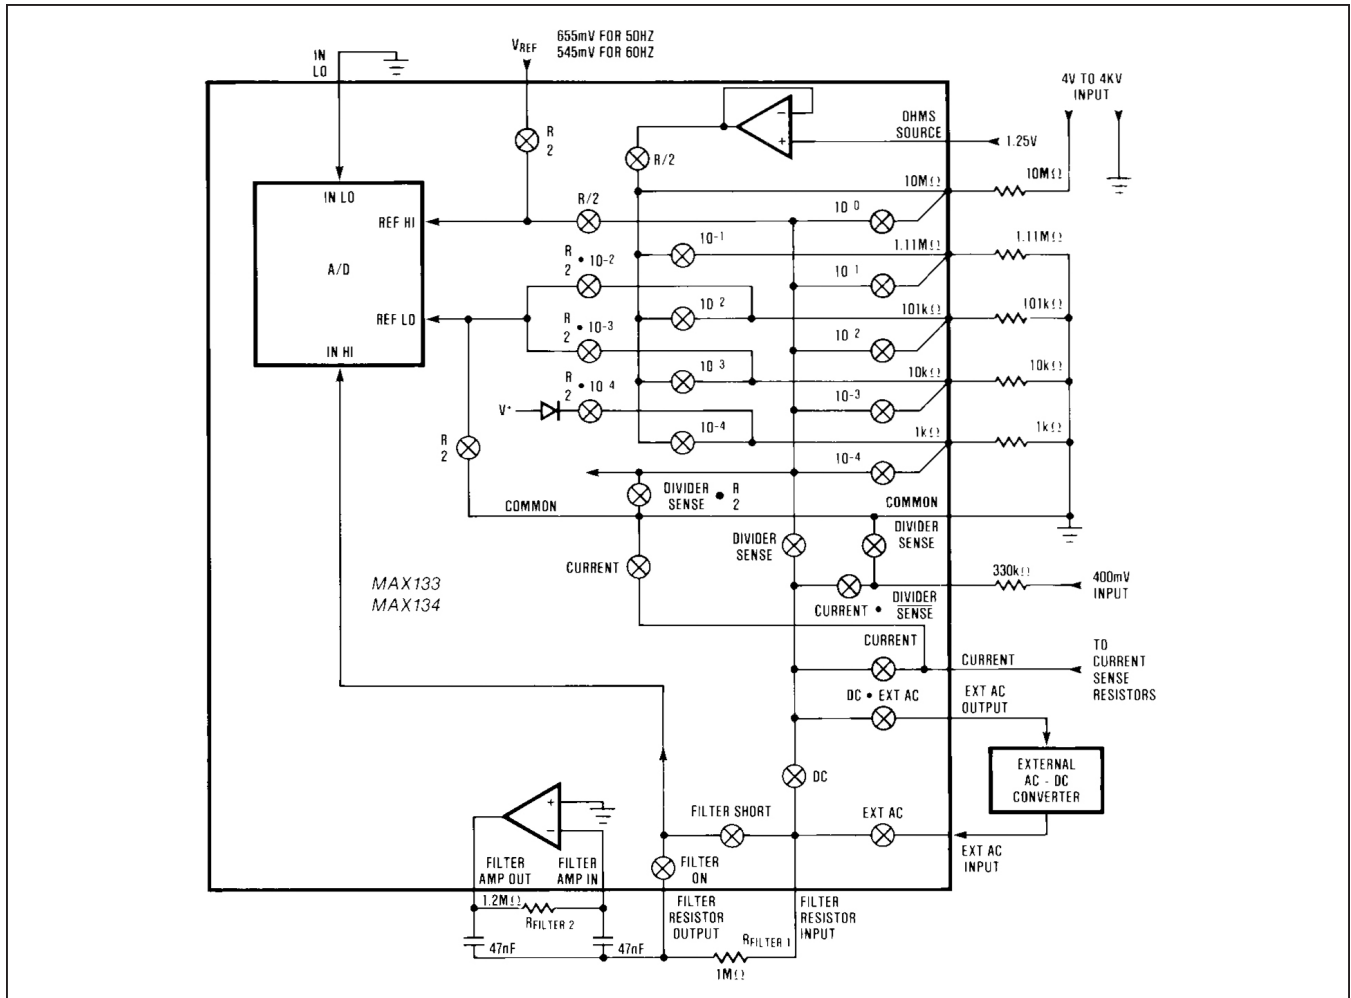 655mV FOR 50HZ
545mV FOR 60HZ
VREF
IN
LO
4V TO 4KV
INPUT
OHMS
SOURCE
1.25V
R
2
R/2
10MΩ
10MΩ
IN LO
REF HI
R/2
10 0
10-1
1.11MΩ
1.11MΩ
A/D
R
2
• 10-2
10 1
10 2
101kΩ
101kΩ
REF LO
R
2
• 10-3
10 2
IN HI
10 3
10kΩ
10kΩ
R
2
• 10 4
V+
10-3
10-4
1kΩ
1kΩ
R
2
10-4
DIVIDER
SENSE
• R
2
COMMON
COMMON
DIVIDER
SENSE
DIVIDER
SENSE
CURRENT
330kΩ
400mV
INPUT
MAX133
MAX134
CURRENT • DIVIDER
SENSE
CURRENT
CURRENT
TO
CURRENT
SENSE
RESISTORS
DC • EXT AC
EXT AC
OUTPUT
EXTERNAL
AC - DC
CONVERTER
DC
FILTER SHORT
EXT AC
EXT AC
INPUT
FILTER
AMP OUT
FILTER
AMP IN
FILTER
ON
1.2MΩ
RFILTER 2
FILTER
RESISTOR
OUTPUT
FILTER
RESISTOR
INPUT
47nF
47nF
RFILTER 1
1MΩ